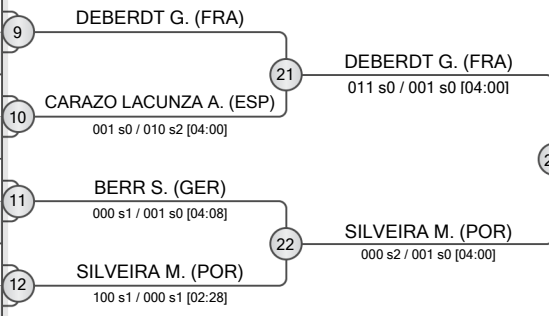 9
DEBERDT G. (FRA)
21
DEBERDT G. (FRA)
011 s0 / 001 s0 [04:00]
10
CARAZO LACUNZA A. (ESP)
001 s0 / 010 s2 [04:00]
11
BERR S. (GER)
000 s1 / 001 s0 [04:08]
22
SILVEIRA M. (POR)
000 s2 / 001 s0 [04:00]
12
SILVEIRA M. (POR)
100 s1 / 000 s1 [02:28]